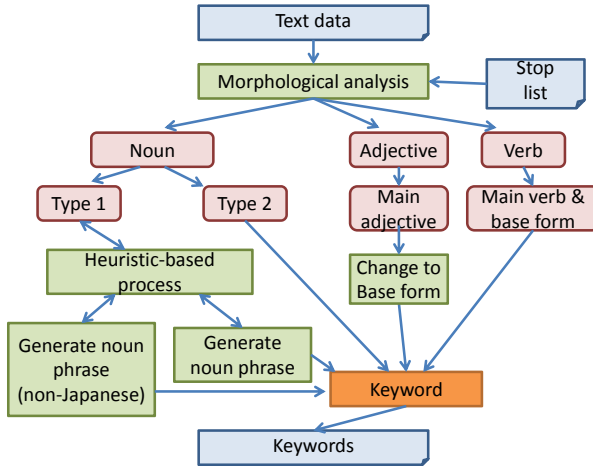 Text data
Morphological analysis
Stop
list
Noun
Adjective
Verb
Type 1
Type 2
Main
adjective
Main verb &
base form
Heuristic-based
process
Change to
Base form
Generate noun
phrase
(non-Japanese)
Generate
noun phrase
Keyword
Keywords